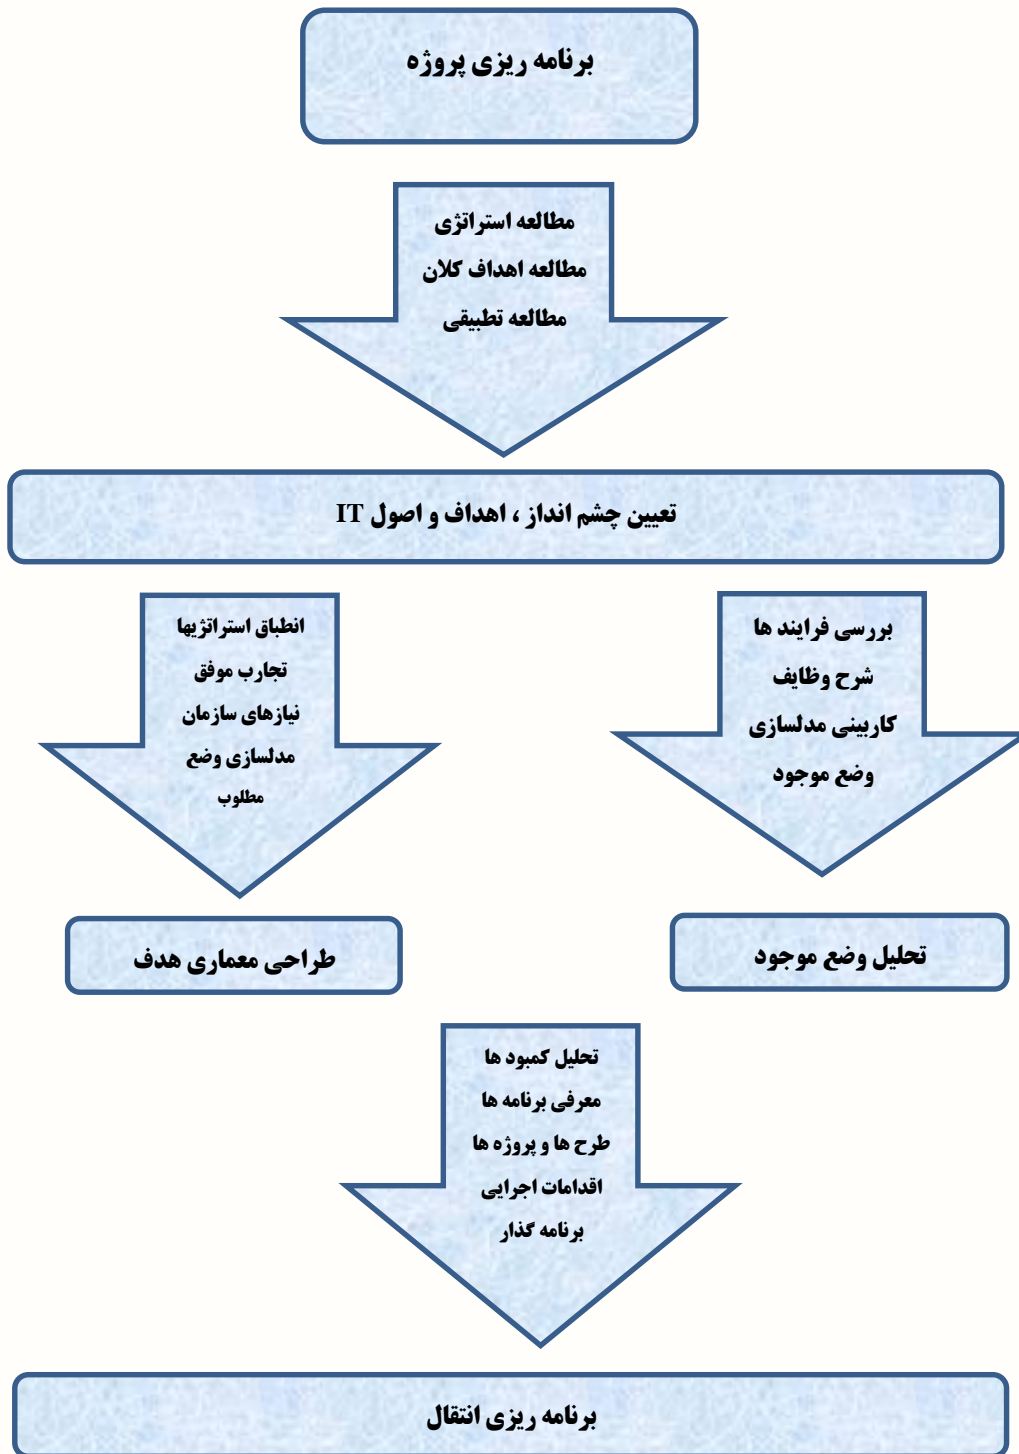 برنامه ریزی پروژه
مطالعه استراتژی
مطالعه اهداف کلان
مطالعه تطبیقی
تعیین چشم انداز ، اهداف و اصول IT
بررسی فرایند ها
شرح وظایف
کاربینی مدلسازی
وضع موجود
انطباق استراتژیها
تجارب موفق
نیازهای سازمان
مدلسازی وضع
مطلوب
تحلیل وضع موجود
طراحی معماری هدف
تحلیل کمبود ها
معرفی برنامه ها
طرح ها و پروژه ها
اقدامات اجرایی
برنامه گذار
برنامه ریزی انتقال